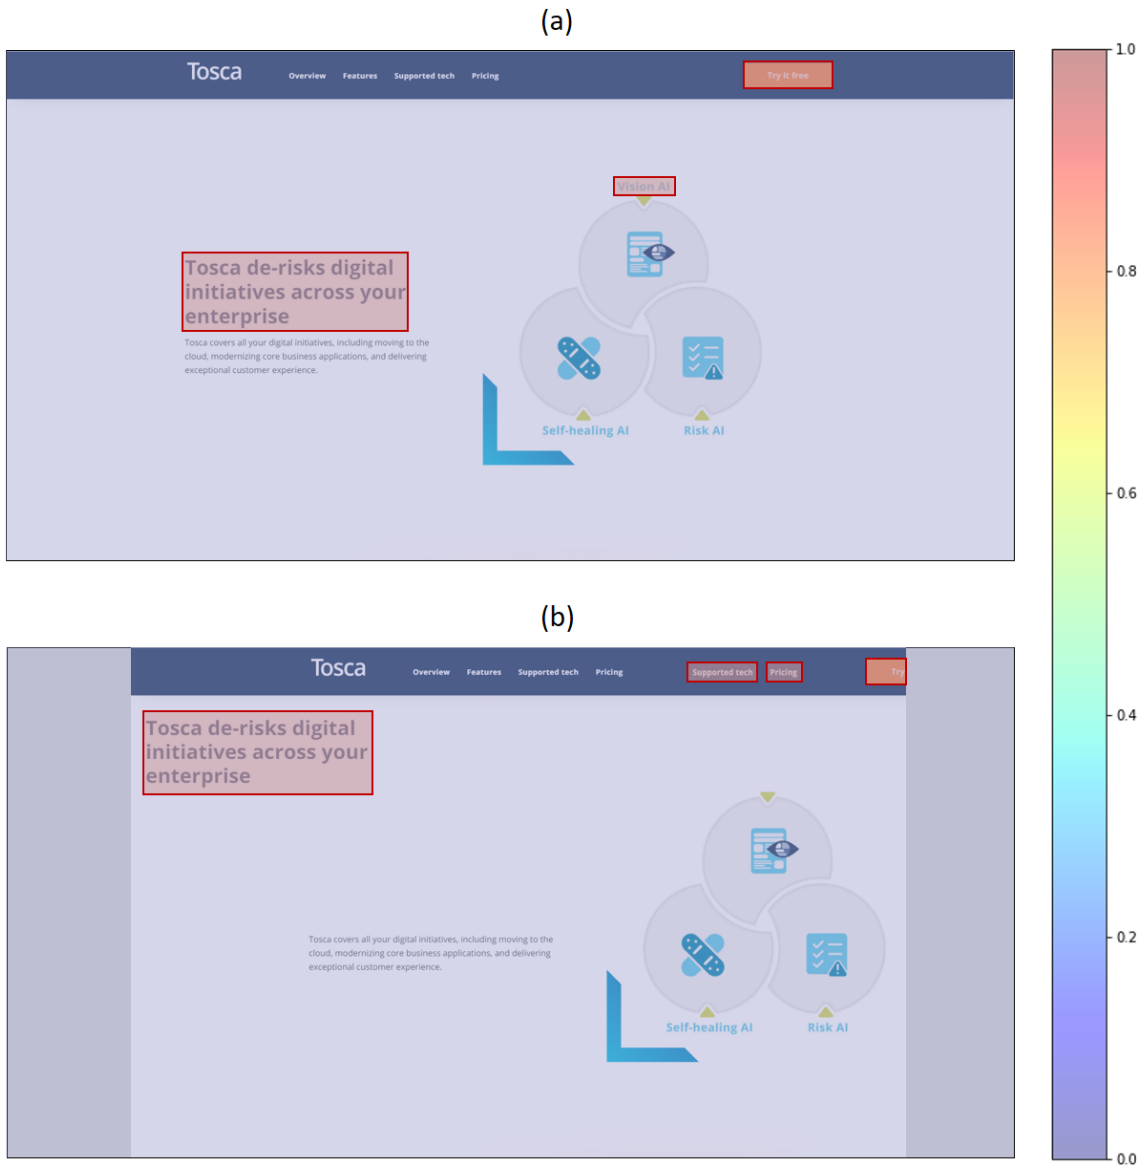 (a)
Tosca
Overview Features Supported tech Pricing
Try it free
Vision AI
Tosca de-risks digital
initiatives across your
enterprise
Tosca covers all your digital initiatives, including moving to the
cloud, modernizing core business applications, and delivering
exceptional customer experience.
Self-healing AI
Risk AI
(b)
Tosca
Overview Features Supported tech Pricing
Supported tech Pricing
Try
Tosca de-risks digital
initiatives across your
enterprise
Tosca covers all your digital initiatives, including moving to the
cloud, modernizing core business applications, and delivering
exceptional customer experience.
Self-healing AI
Risk AI
1.0
0.8
0.6
0.4
0.2
0.0